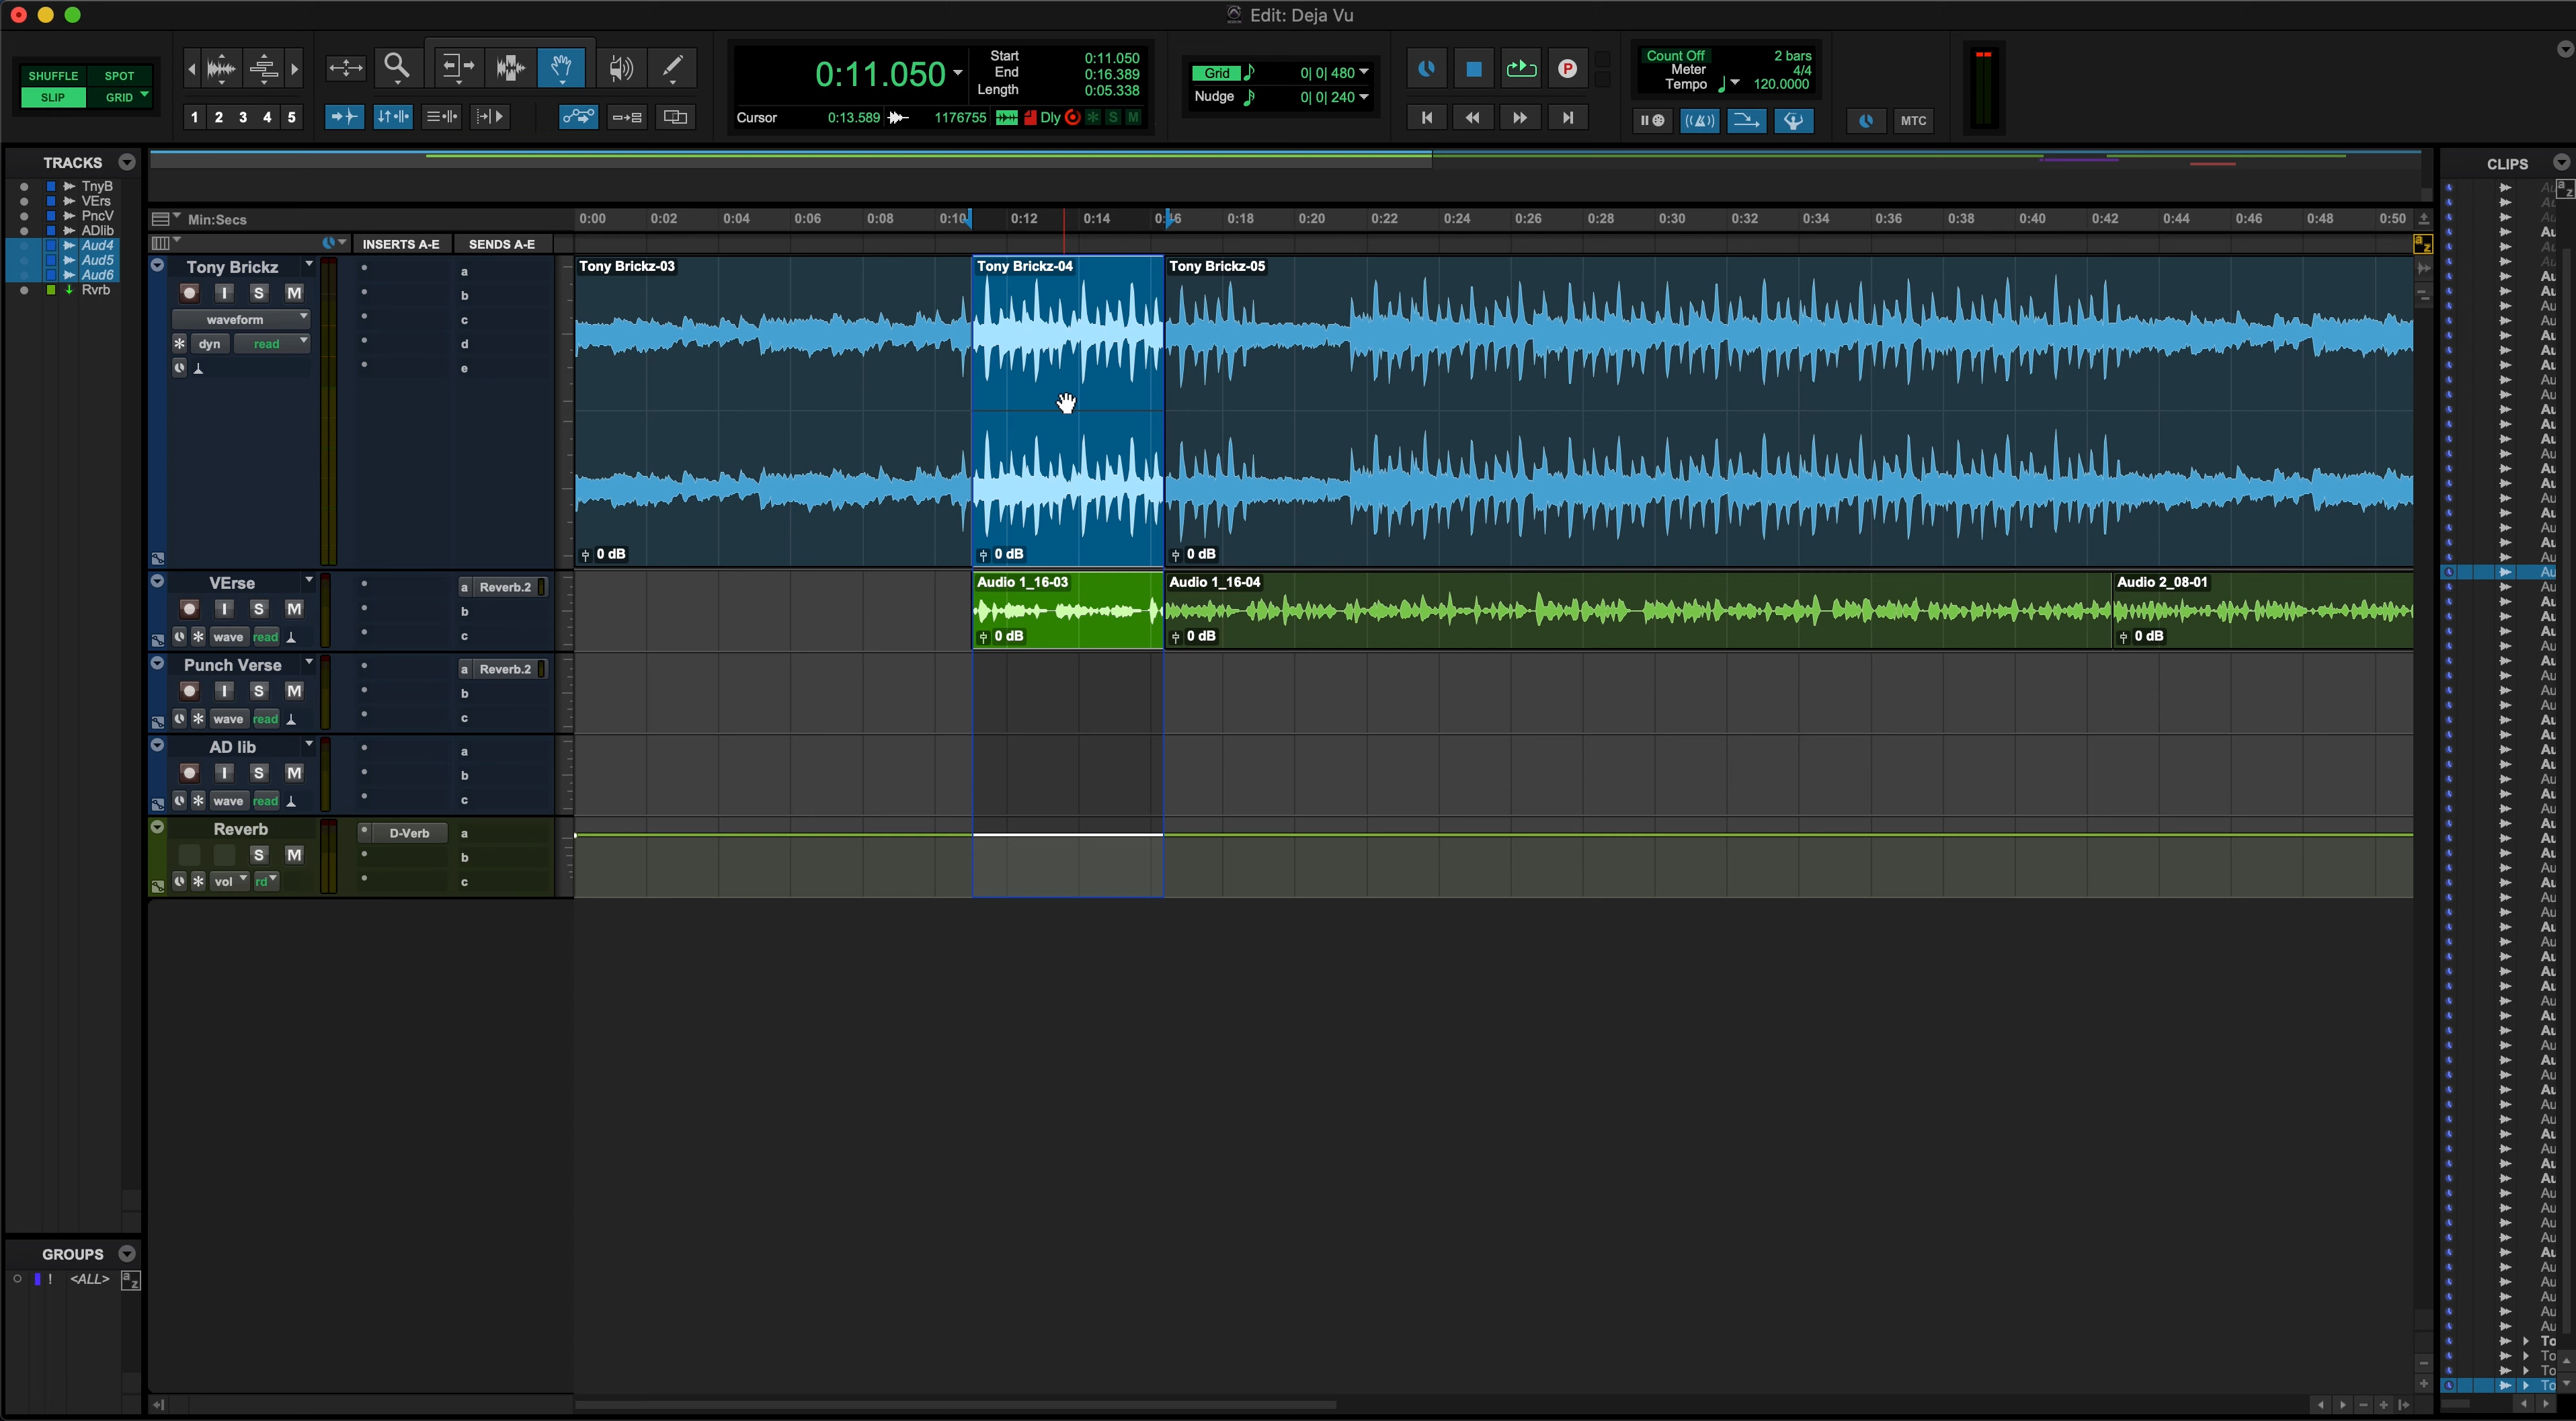 Edit: Deja Vu
SHUFFLE SPOT
SLIP GRID
1 2 3 4 5
0:11.050
Start 0:11.050
End 0:16.389
Length 0:05.338
Cursor 0:13.589 1176755 Dly S M
Grid 0| 0| 480
Nudge 0| 0| 240
P
Count Off 2 bars
Meter 4/4
Tempo 120.0000
MTC
TRACKS
TnyB
VErs
PncV
ADlib
Aud4
Aud5
Aud6
Rvrb
CLIPS
Min:Secs 0:00 0:02 0:04 0:06 0:08 0:10 0:12 0:14 0:16 0:18 0:20 0:22 0:24 0:26 0:28 0:30 0:32 0:34 0:36 0:38 0:40 0:42 0:44 0:46 0:48 0:50
INSERTS A-E SENDS A-E
Tony Brickz
I S M
waveform
dyn read
a
b
c
d
e
Tony Brickz-03 Tony Brickz-04 Tony Brickz-05
0 dB 0 dB 0 dB
VErse
I S M
wave read
a Reverb.2
b
c
Audio 1_16-03 Audio 1_16-04 Audio 2_08-01
0 dB 0 dB 0 dB
Punch Verse
I S M
wave read
a Reverb.2
b
c
AD lib
I S M
wave read
a
b
c
Reverb
S M
vol rd
D-Verb
a
b
c
GROUPS
! <ALL> a z